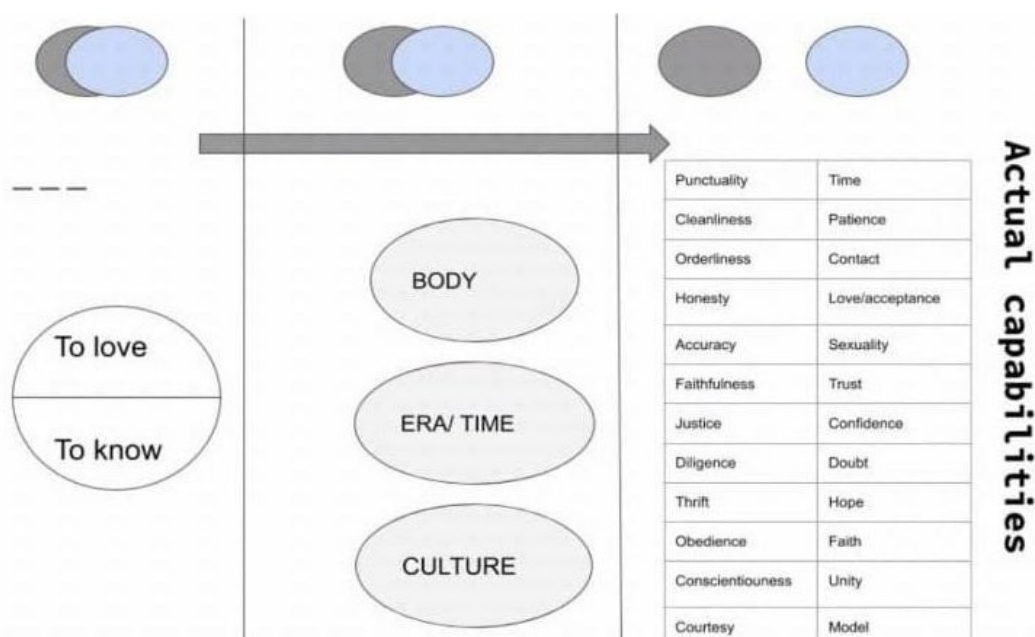 To love
To know
BODY
ERA/ TIME
CULTURE
Punctuality Time
Cleanliness Patience
Orderliness Contact
Honesty Love/acceptance
Accuracy Sexuality
Faithfulness Trust
Justice Confidence
Diligence Doubt
Thrift Hope
Obedience Faith
Conscientiouness Unity
Courtesy Model
Actual capabilities